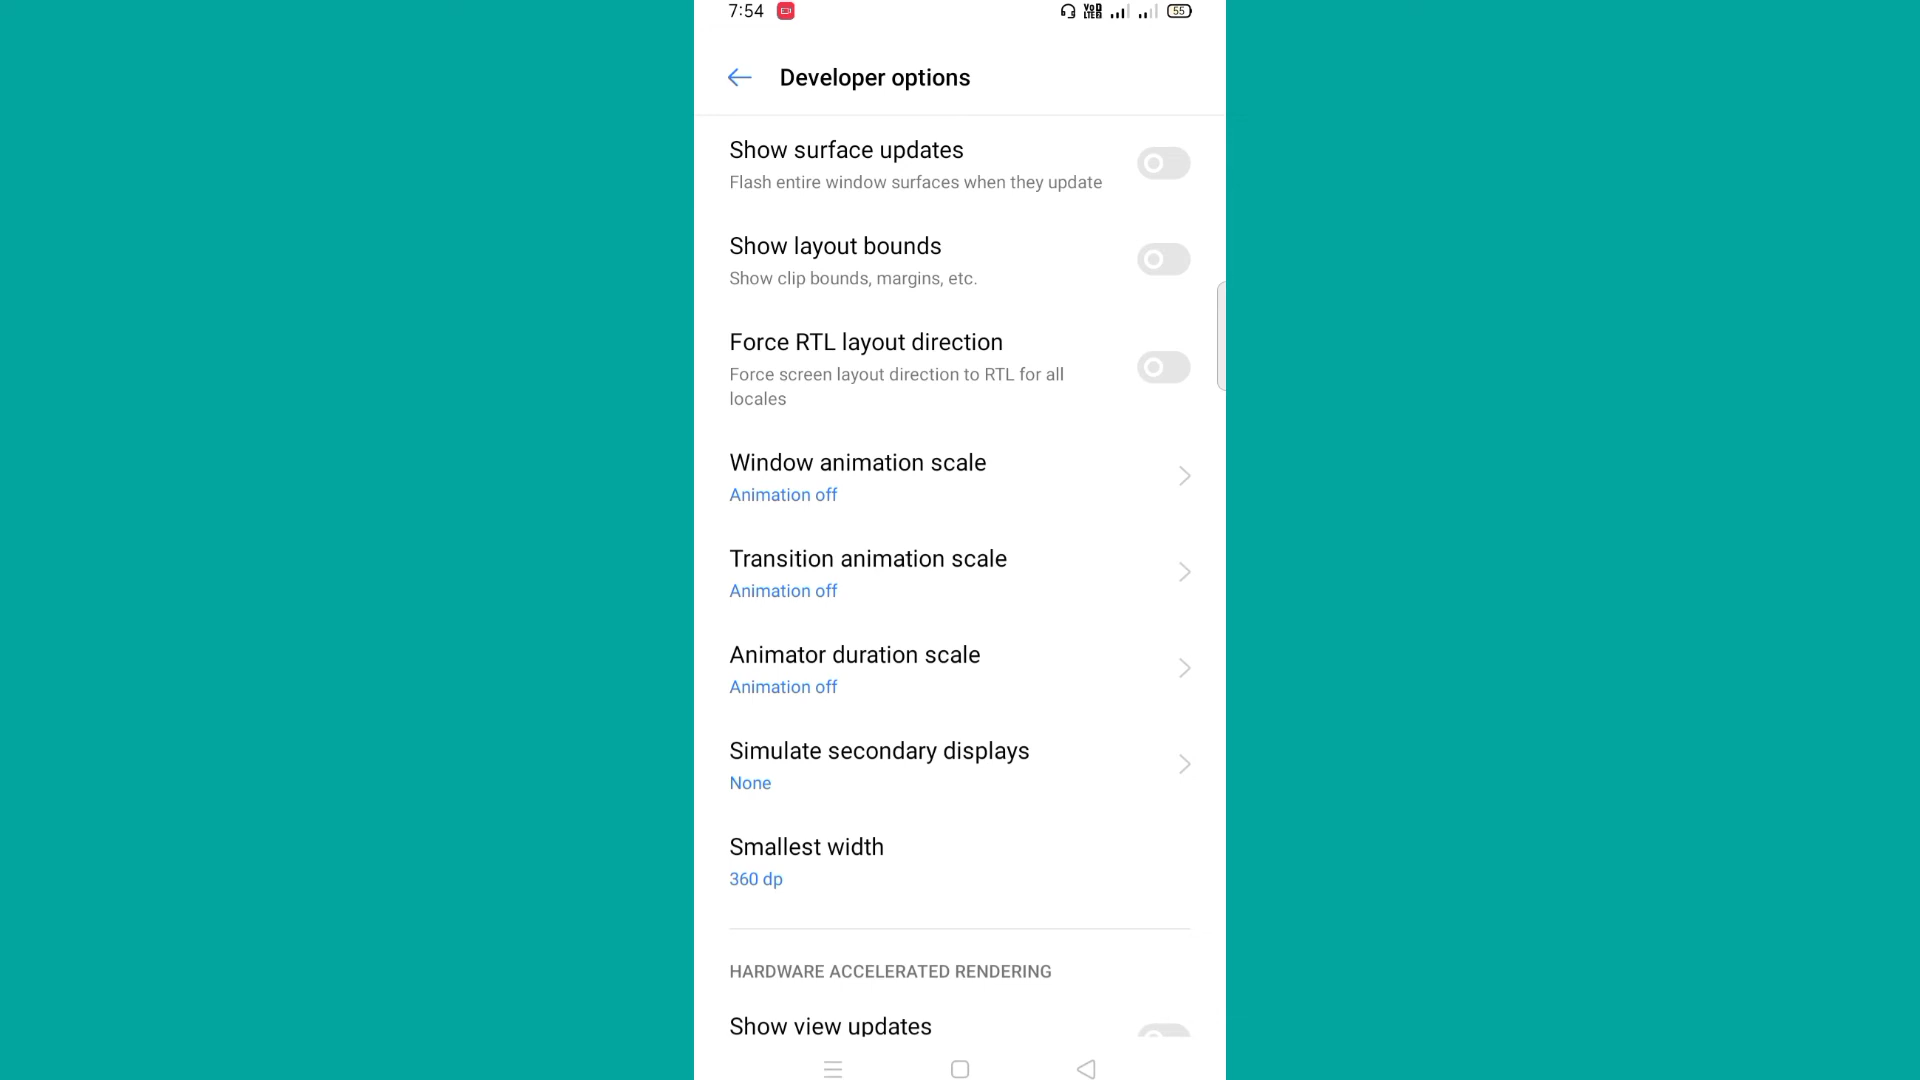 7:54
Vo LTE 55
Developer options
Show surface updates
Flash entire window surfaces when they update
Show layout bounds
Show clip bounds, margins, etc.
Force RTL layout direction
Force screen layout direction to RTL for all
locales
Window animation scale
Animation off
Transition animation scale
Animation off
Animator duration scale
Animation off
Simulate secondary displays
None
Smallest width
360 dp
HARDWARE ACCELERATED RENDERING
Show view updates